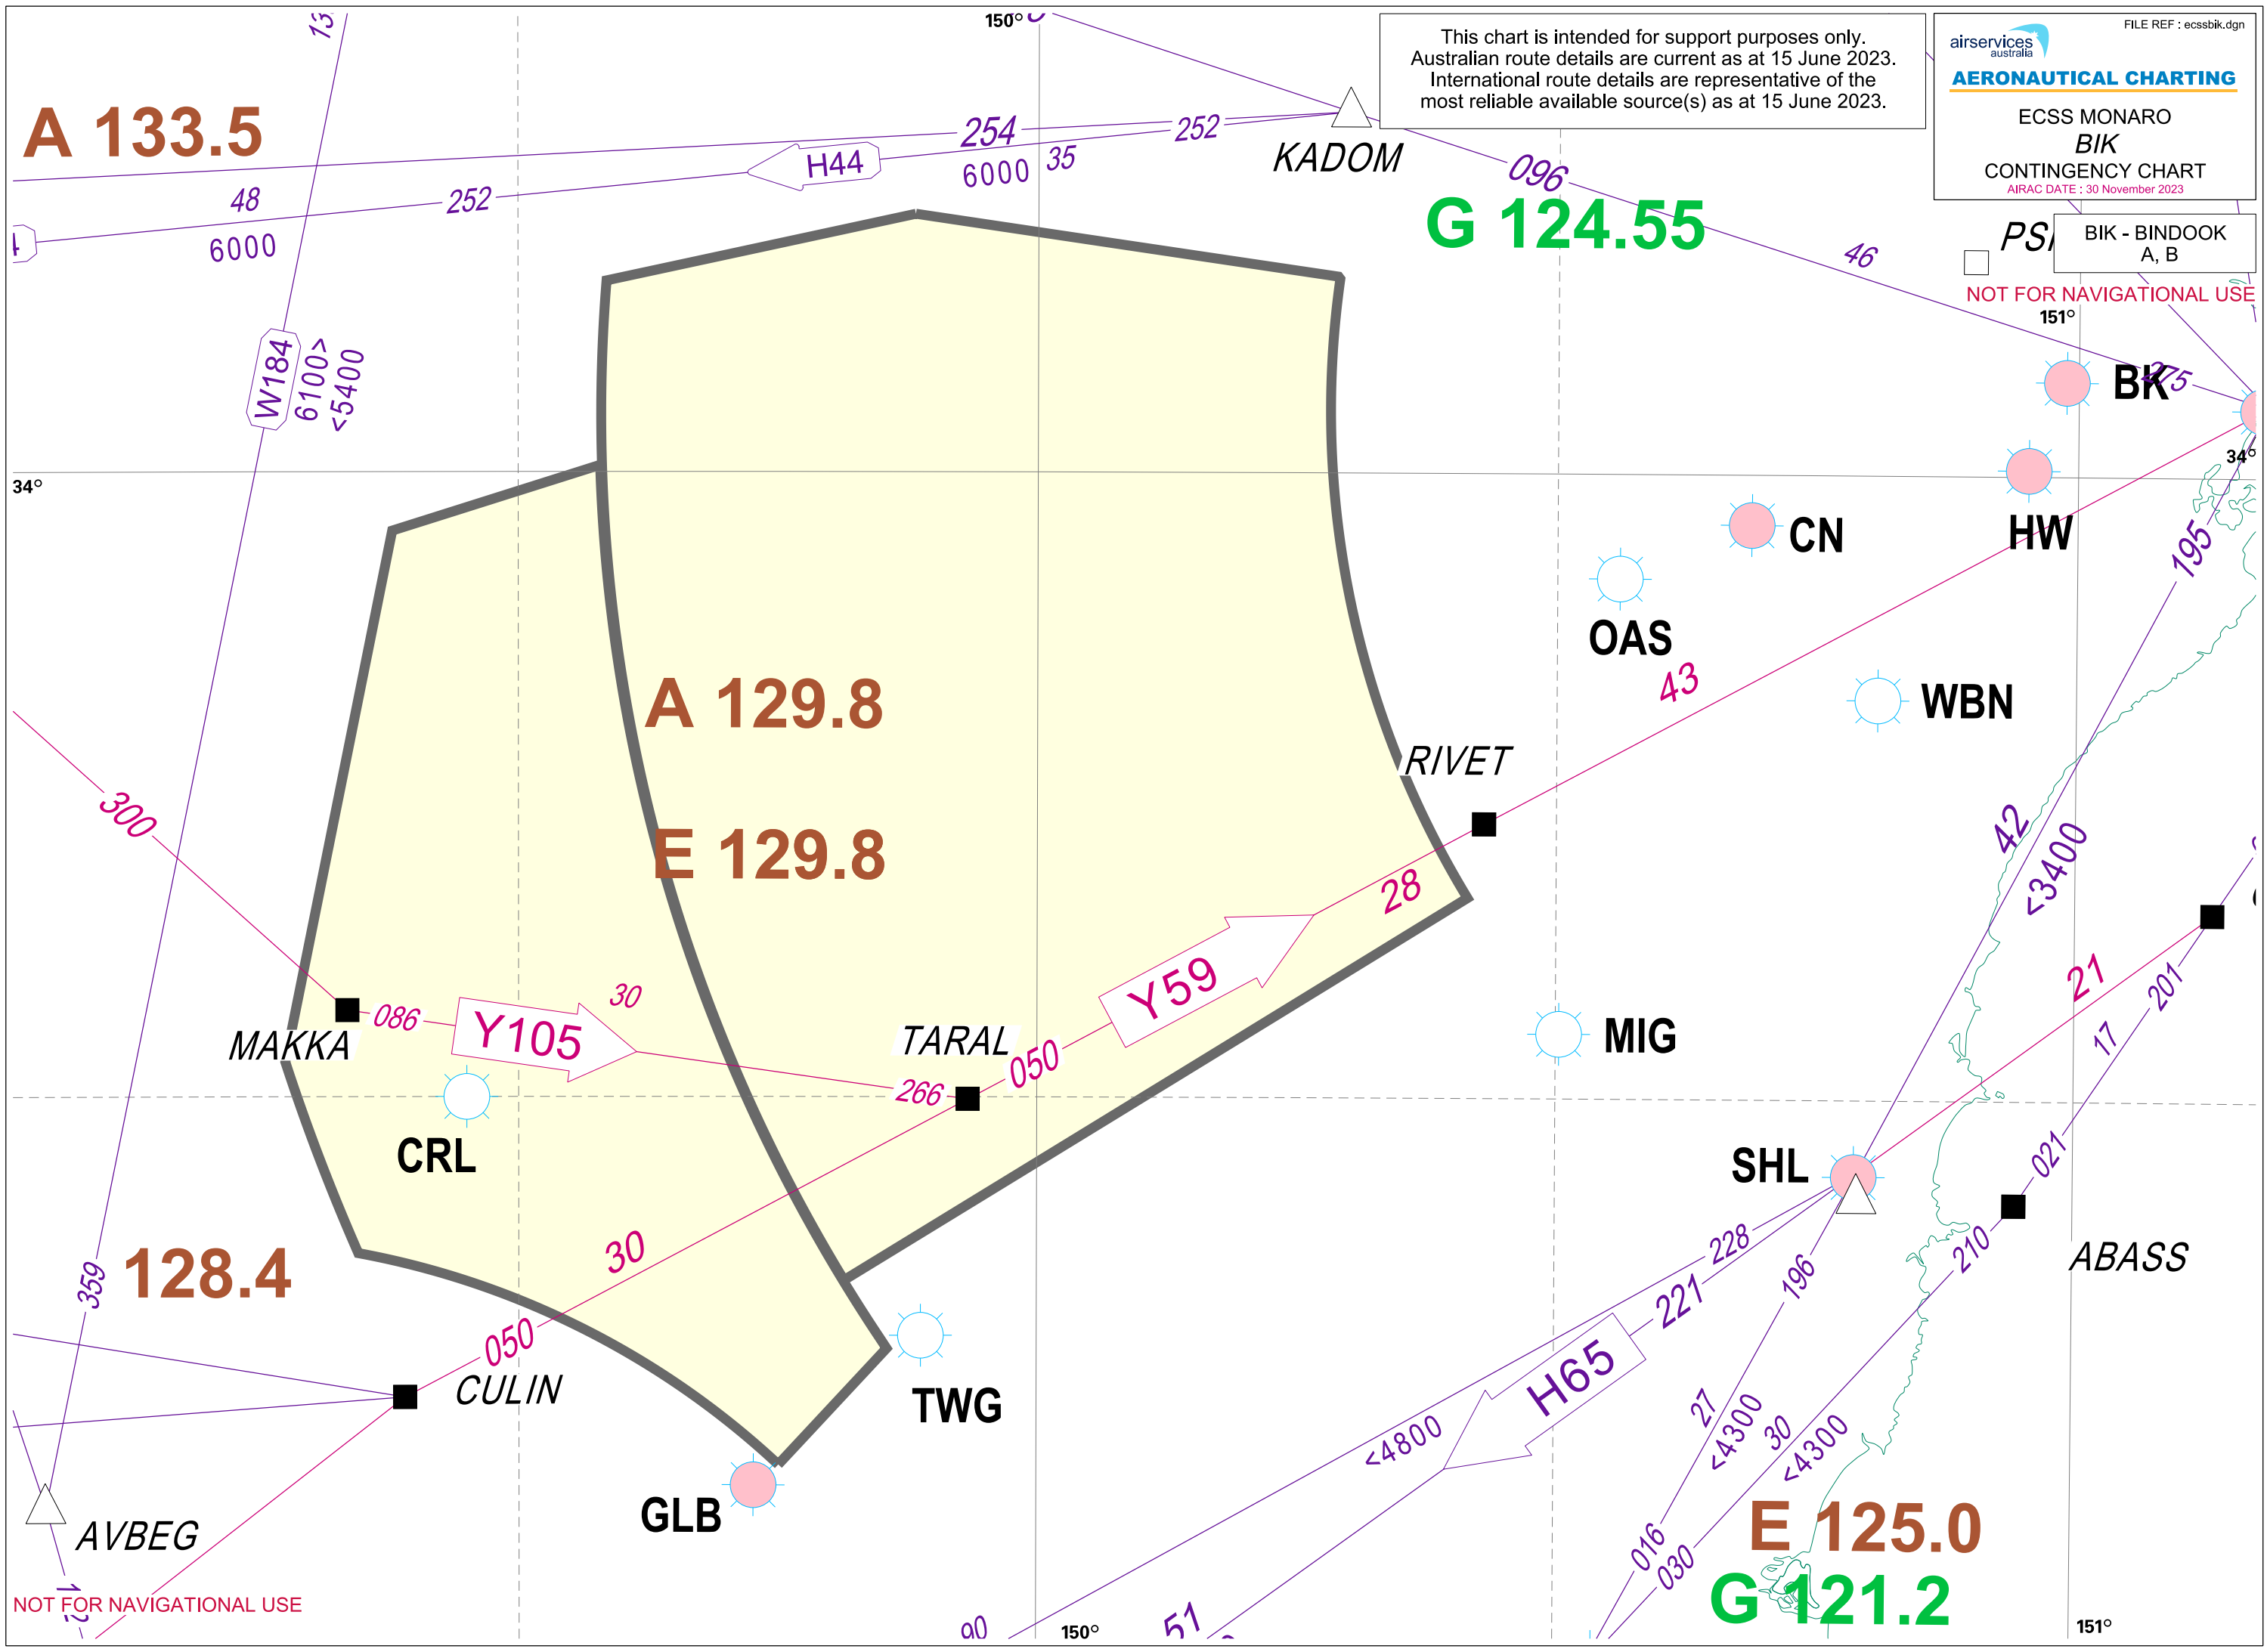 150°
This chart is intended for support purposes only.
Australian route details are current as at 15 June 2023.
International route details are representative of the
most reliable available source(s) as at 15 June 2023.
FILE REF : ecssbik.dgn
airservices
australia
AERONAUTICAL CHARTING
ECSS MONARO
BIK
CONTINGENCY CHART
AIRAC DATE : 30 November 2023
BIK - BINDOOK
A, B
NOT FOR NAVIGATIONAL USE
151°
A 133.5
254
252
H44
6000
35
KADOM
096
G 124.55
48
252
6000
46
W184
6100>
<5400
BK
275
34°
34°
HW
CN
195
OAS
43
WBN
A 129.8
E 129.8
RIVET
300
42
<3400
28
Y59
21
201
17
MAKKA
086
Y105
30
TARAL
266
050
MIG
CRL
SHL
021
ABASS
210
228
196
221
H65
359
128.4
30
050
CULIN
TWG
GLB
AVBEG
<4800
27
<4300
30
<4300
016
030
E 125.0
G 121.2
NOT FOR NAVIGATIONAL USE
90
150°
51
151°